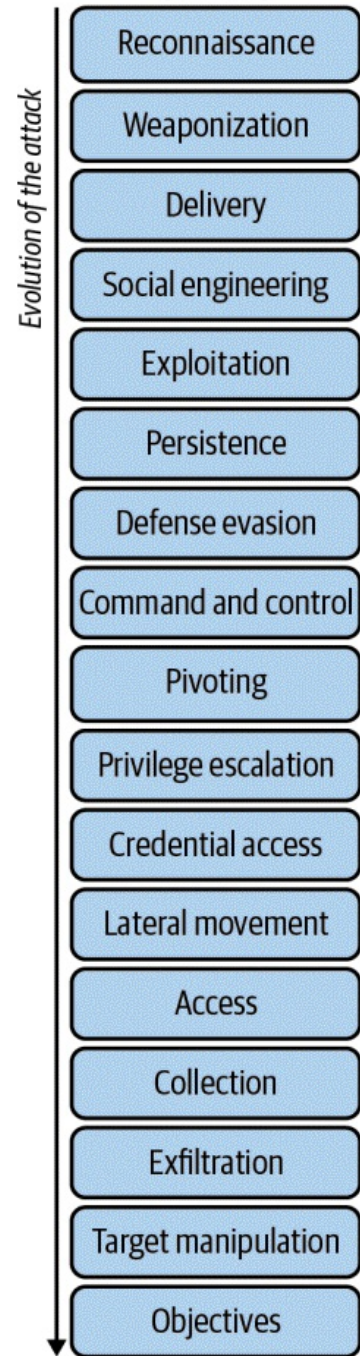 Evolution of the attack
Reconnaissance
Weaponization
Delivery
Social engineering
Exploitation
Persistence
Defense evasion
Command and control
Pivoting
Privilege escalation
Credential access
Lateral movement
Access
Collection
Exfiltration
Target manipulation
Objectives